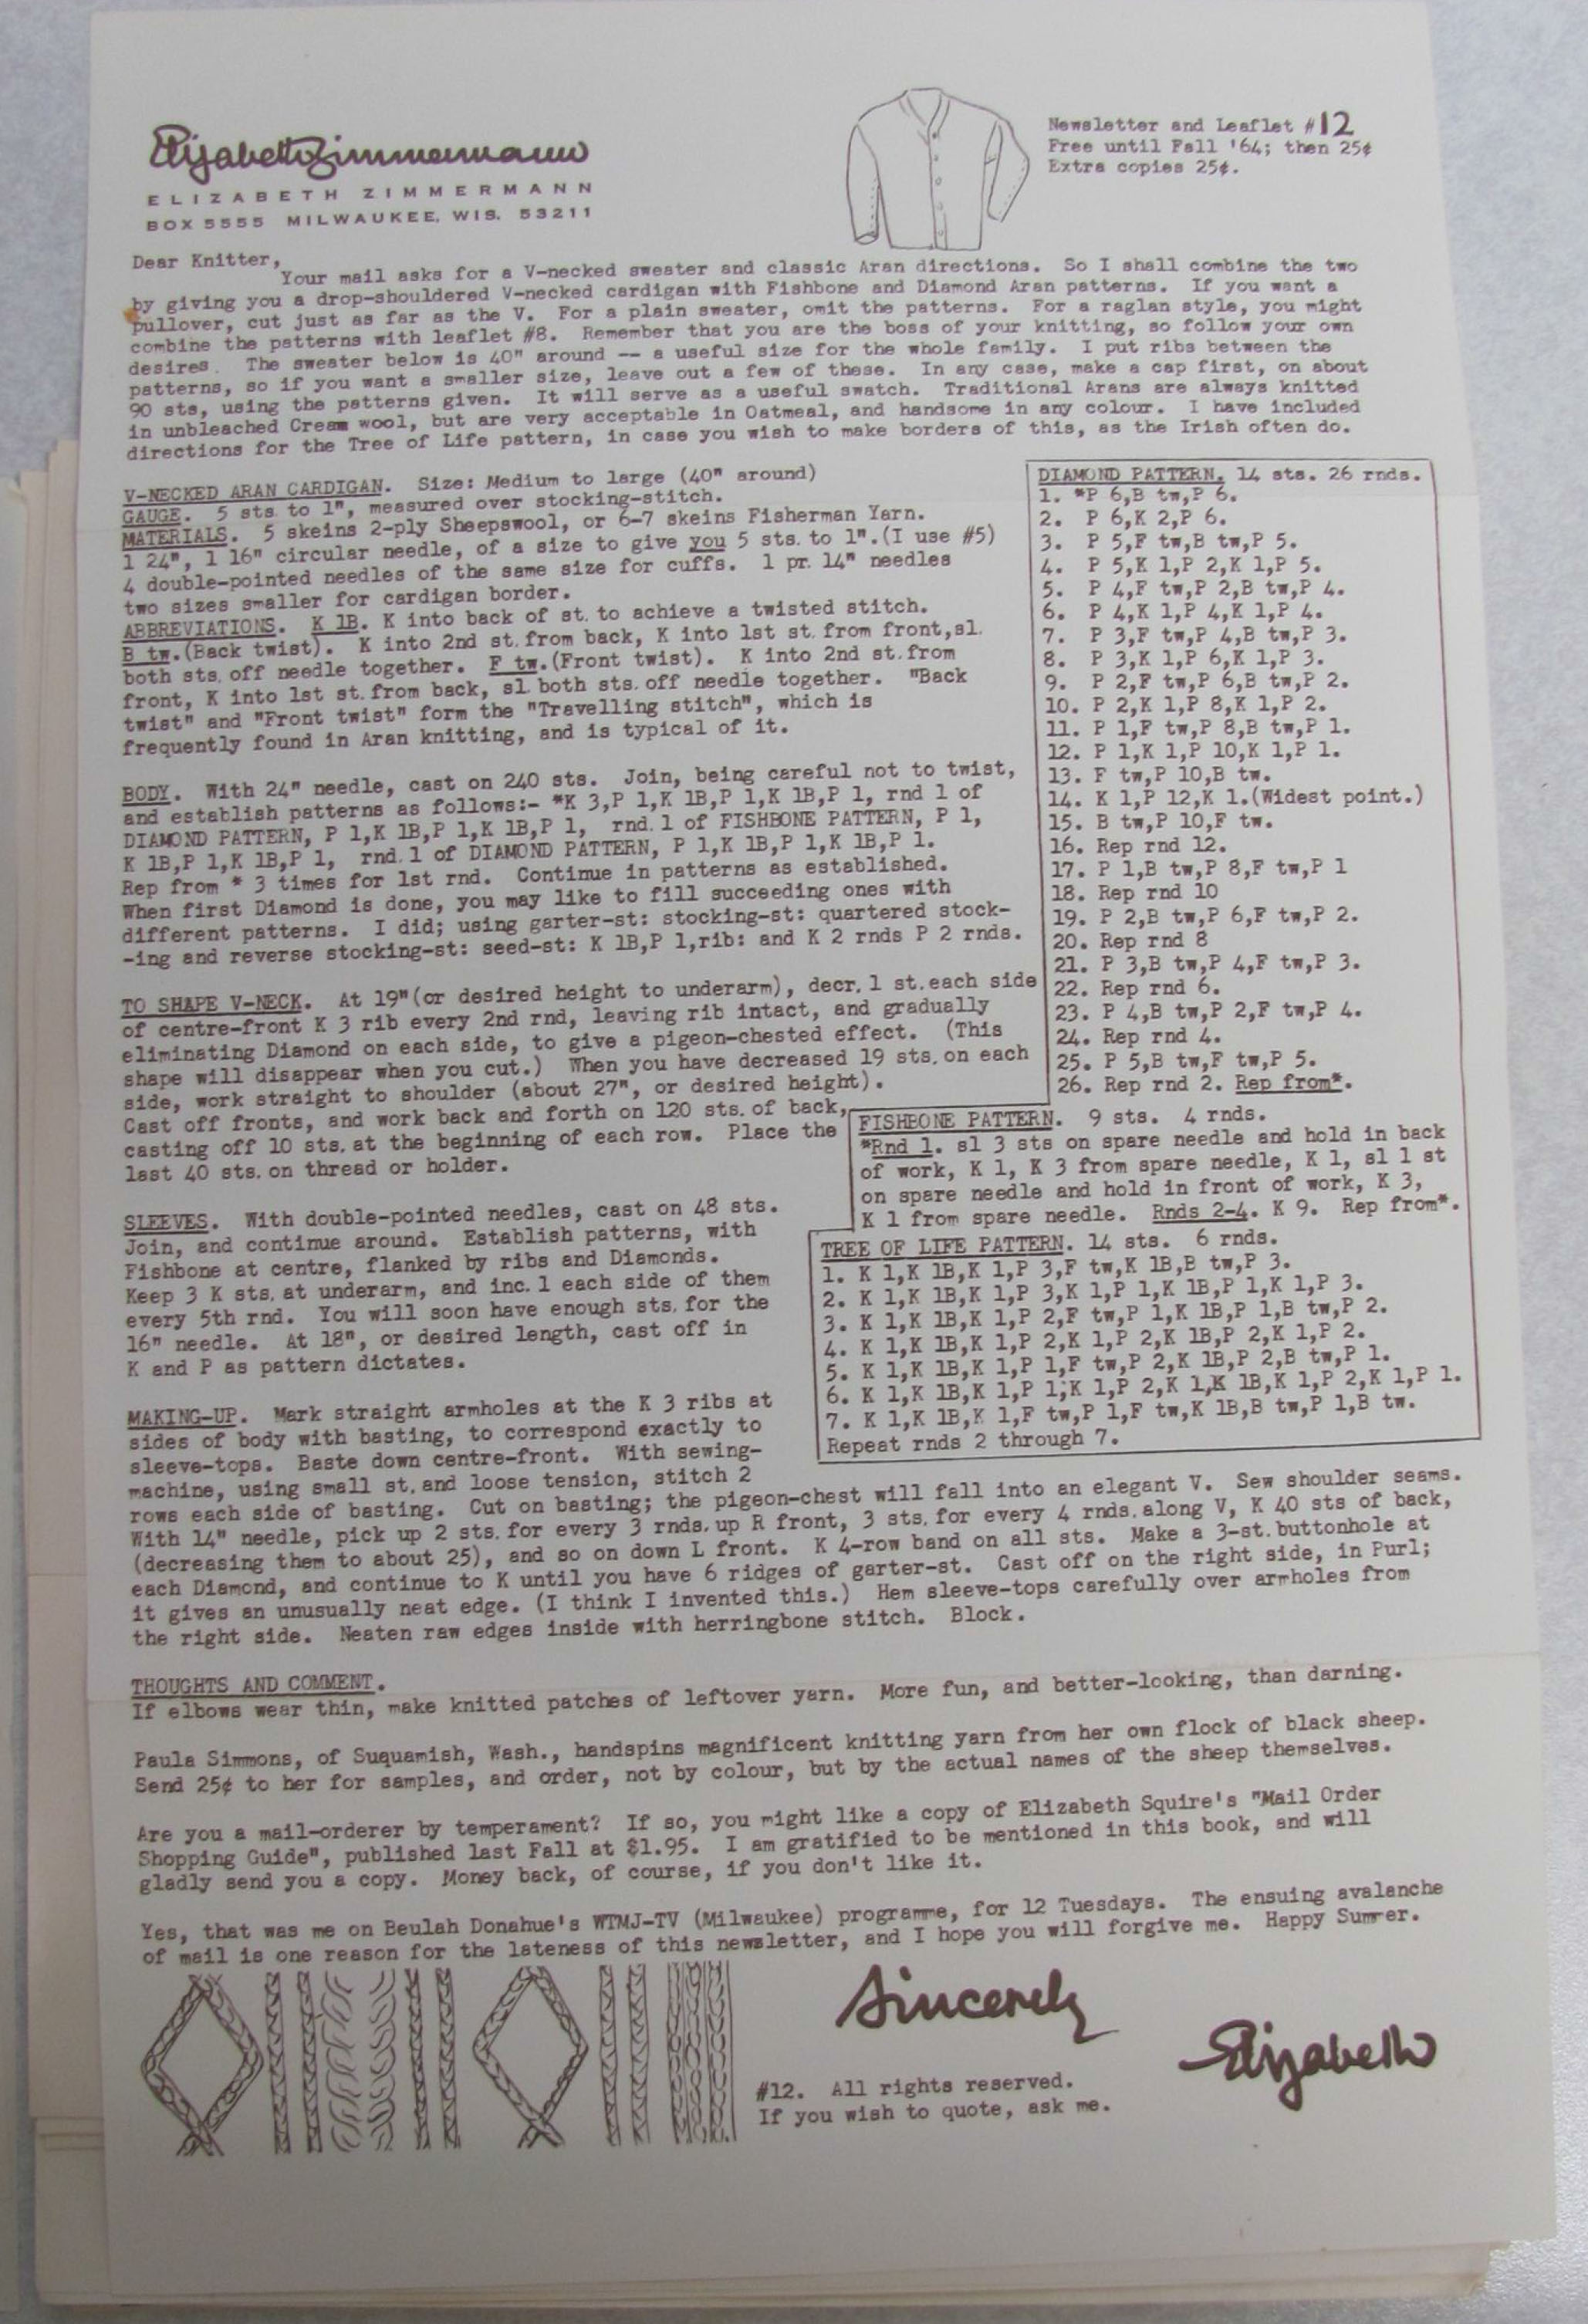 Elizabeth Zimmermann
ELIZABETH ZIMMERMANN
BOX 5555 MILWAUKEE, WIS. 53211
Newsletter and Leaflet #12
Free until Fall '64; then 25¢
Extra copies 25¢.
Dear Knitter,
Your mail asks for a V-necked sweater and classic Aran directions. So I shall combine the two
by giving you a drop-shouldered V-necked cardigan with Fishbone and Diamond Aran patterns. If you want a
pullover, cut just as far as the V. For a plain sweater, omit the patterns. For a raglan style, you might
combine the patterns with leaflet #8. Remember that you are the boss of your knitting, so follow your own
desires. The sweater below is 40" around -- a useful size for the whole family. I put ribs between the
patterns, so if you want a smaller size, leave out a few of these. In any case, make a cap first, on about
90 sts, using the patterns given. It will serve as a useful swatch. Traditional Arans are always knitted
in unbleached Cream wool, but are very acceptable in Oatmeal, and handsome in any colour. I have included
directions for the Tree of Life pattern, in case you wish to make borders of this, as the Irish often do.
V-NECKED ARAN CARDIGAN. Size: Medium to large (40" around)
GAUGE. 5 sts to 1", measured over stocking-stitch.
MATERIALS. 5 skeins 2-ply Sheepswool, or 6-7 skeins Fisherman Yarn.
1 24", 1 16" circular needle, of a size to give you 5 sts. to 1".(I use #5)
4 double-pointed needles of the same size for cuffs. 1 pr. 14" needles
two sizes smaller for cardigan border.
ABBREVIATIONS. K 1B. K into back of st. to achieve a twisted stitch.
B tw.(Back twist). K into 2nd st. from back, K into 1st st. from front,sl.
both sts. off needle together. F tw.(Front twist). K into 2nd st. from
front, K into 1st st. from back, sl. both sts. off needle together. "Back
twist" and "Front twist" form the "Travelling stitch", which is
frequently found in Aran knitting, and is typical of it.
BODY. With 24" needle, cast on 240 sts. Join, being careful not to twist,
and establish patterns as follows:- *K 3,P 1,K 1B,P 1,K 1B,P 1, rnd 1 of
DIAMOND PATTERN, P 1,K 1B,P 1,K 1B,P 1, rnd.1 of FISHBONE PATTERN, P 1,
K 1B,P 1,K 1B,P 1, rnd.1 of DIAMOND PATTERN, P 1,K 1B,P 1,K 1B,P 1.
Rep from * 3 times for 1st rnd. Continue in patterns as established.
When first Diamond is done, you may like to fill succeeding ones with
different patterns. I did; using garter-st: stocking-st: quartered stock-
-ing and reverse stocking-st: seed-st: K 1B,P 1,rib: and K 2 rnds P 2 rnds.
TO SHAPE V-NECK. At 19"(or desired height to underarm), decr. 1 st. each side
of centre-front K 3 rib every 2nd rnd, leaving rib intact, and gradually
eliminating Diamond on each side, to give a pigeon-chested effect. (This
shape will disappear when you cut.) When you have decreased 19 sts. on each
side, work straight to shoulder (about 27", or desired height).
Cast off fronts, and work back and forth on 120 sts. of back,
casting off 10 sts. at the beginning of each row. Place the
last 40 sts. on thread or holder.
SLEEVES. With double-pointed needles, cast on 48 sts.
Join, and continue around. Establish patterns, with
Fishbone at centre, flanked by ribs and Diamonds.
Keep 3 K sts. at underarm, and inc. 1 each side of them
every 5th rnd. You will soon have enough sts. for the
16" needle. At 18", or desired length, cast off in
K and P as pattern dictates.
DIAMOND PATTERN. 14 sts. 26 rnds.
1. *P 6,B tw,P 6.
2. P 6,K 2,P 6.
3. P 5,F tw,B tw,P 5.
4. P 5,K 1,P 2,K 1,P 5.
5. P 4,F tw,P 2,B tw,P 4.
6. P 4,K 1,P 4,K 1,P 4.
7. P 3,F tw,P 4,B tw,P 3.
8. P 3,K 1,P 6,K 1,P 3.
9. P 2,F tw,P 6,B tw,P 2.
10. P 2,K 1,P 8,K 1,P 2.
11. P 1,F tw,P 8,B tw,P 1.
12. P 1,K 1,P 10,K 1,P 1.
13. F tw,P 10,B tw.
14. K 1,P 12,K 1.(Widest point.)
15. B tw,P 10,F tw.
16. Rep rnd 12.
17. P 1,B tw,P 8,F tw,P 1
18. Rep rnd 10
19. P 2,B tw,P 6,F tw,P 2.
20. Rep rnd 8
21. P 3,B tw,P 4,F tw,P 3.
22. Rep rnd 6.
23. P 4,B tw,P 2,F tw,P 4.
24. Rep rnd 4.
25. P 5,B tw,F tw,P 5.
26. Rep rnd 2. Rep from*.
FISHBONE PATTERN. 9 sts. 4 rnds.
*Rnd 1. sl 3 sts on spare needle and hold in back
of work, K 1, K 3 from spare needle, K 1, sl 1 st
on spare needle and hold in front of work, K 3,
K 1 from spare needle. Rnds 2-4. K 9. Rep from*.
TREE OF LIFE PATTERN. 14 sts. 6 rnds.
1. K 1,K 1B,K 1,P 3,F tw,K 1B,B tw,P 3.
2. K 1,K 1B,K 1,P 3,K 1,P 1,K 1B,P 1,K 1,P 3.
3. K 1,K 1B,K 1,P 2,F tw,P 1,K 1B,P 1,B tw,P 2.
4. K 1,K 1B,K 1,P 2,K 1,P 2,K 1B,P 2,K 1,P 2.
5. K 1,K 1B,K 1,P 1,F tw,P 2,K 1B,P 2,B tw,P 1.
6. K 1,K 1B,K 1,P 1,K 1,P 2,K 1,K 1B,K 1,P 2,K 1,P 1.
7. K 1,K 1B,K 1,F tw,P 1,F tw,K 1B,B tw,P 1,B tw.
Repeat rnds 2 through 7.
MAKING-UP. Mark straight armholes at the K 3 ribs at
sides of body with basting, to correspond exactly to
sleeve-tops. Baste down centre-front. With sewing-
machine, using small st. and loose tension, stitch 2
rows each side of basting. Cut on basting; the pigeon-chest will fall into an elegant V. Sew shoulder seams.
With 14" needle, pick up 2 sts. for every 3 rnds. up R front, 3 sts. for every 4 rnds. along V, K 40 sts of back,
(decreasing them to about 25), and so on down L front. K 4-row band on all sts. Make a 3-st. buttonhole at
each Diamond, and continue to K until you have 6 ridges of garter-st. Cast off on the right side, in Purl;
it gives an unusually neat edge. (I think I invented this.) Hem sleeve-tops carefully over armholes from
the right side. Neaten raw edges inside with herringbone stitch. Block.
THOUGHTS AND COMMENT.
If elbows wear thin, make knitted patches of leftover yarn. More fun, and better-looking, than darning.
Paula Simmons, of Suquamish, Wash., handspins magnificent knitting yarn from her own flock of black sheep.
Send 25¢ to her for samples, and order, not by colour, but by the actual names of the sheep themselves.
Are you a mail-orderer by temperament? If so, you might like a copy of Elizabeth Squire's "Mail Order
Shopping Guide", published last Fall at $1.95. I am gratified to be mentioned in this book, and will
gladly send you a copy. Money back, of course, if you don't like it.
Yes, that was me on Beulah Donahue's WTMJ-TV (Milwaukee) programme, for 12 Tuesdays. The ensuing avalanche
of mail is one reason for the lateness of this newsletter, and I hope you will forgive me. Happy Summer.
Sincerely
Elizabeth
#12. All rights reserved.
If you wish to quote, ask me.